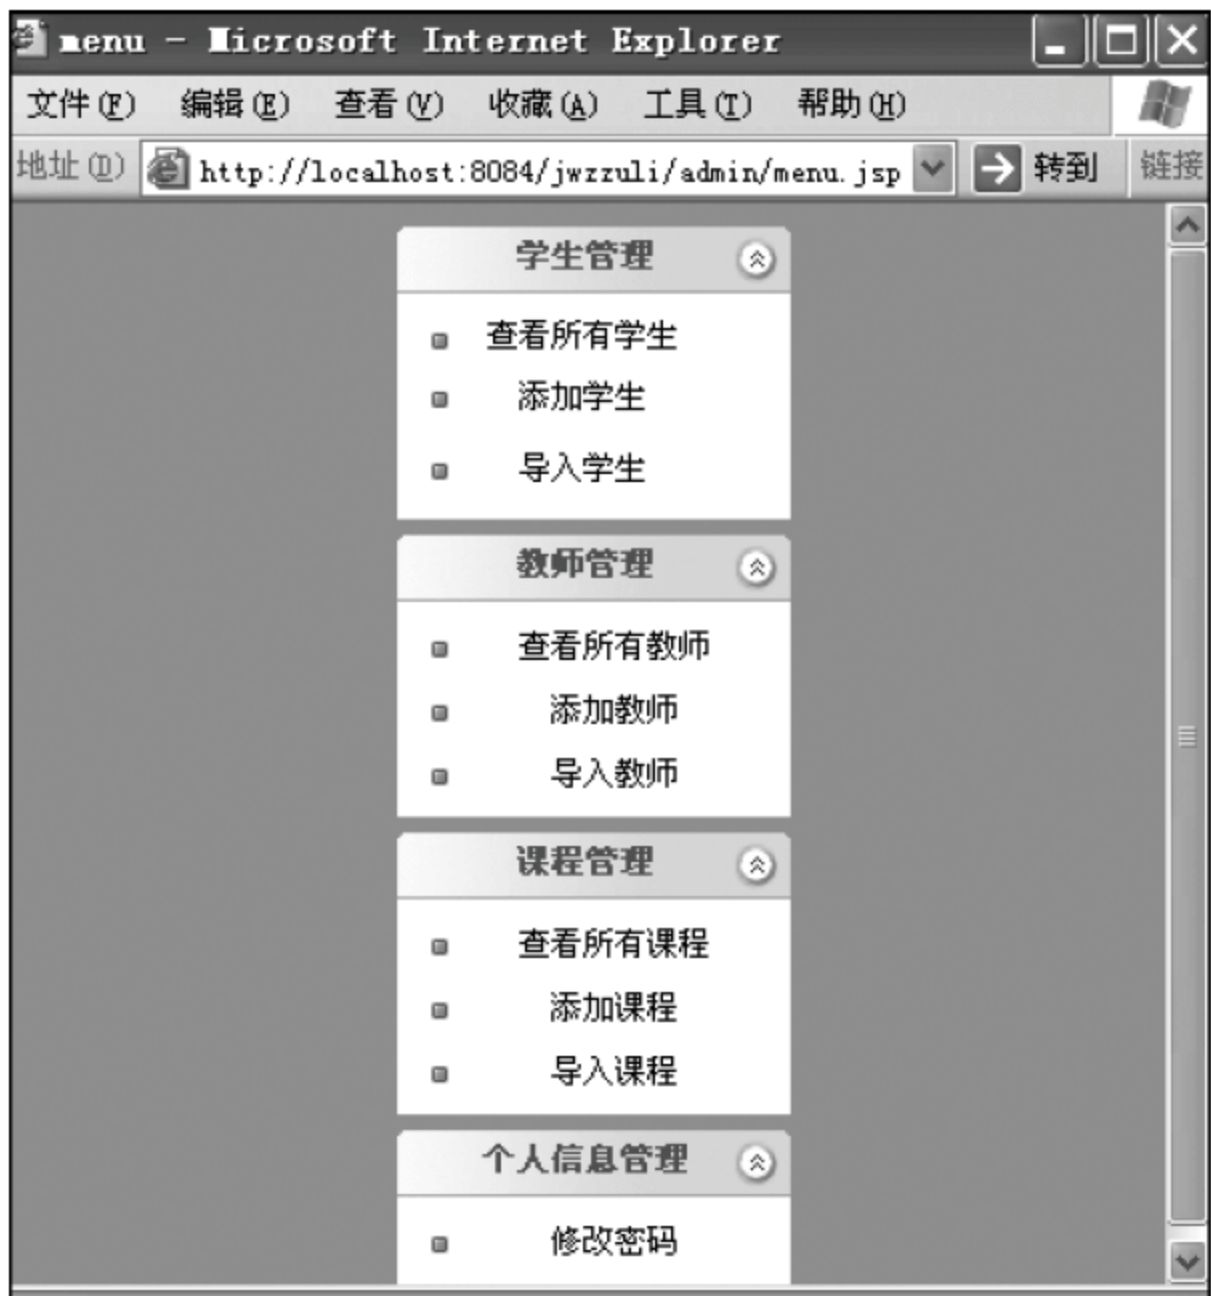 menu - Microsoft Internet Explorer
文件(F) 编辑(E) 查看(V) 收藏(A) 工具(T) 帮助(H)
地址(D) http://localhost:8084/jwzzuli/admin/menu.jsp 转到 链接
学生管理
查看所有学生
添加学生
导入学生
教师管理
查看所有教师
添加教师
导入教师
课程管理
查看所有课程
添加课程
导入课程
个人信息管理
修改密码